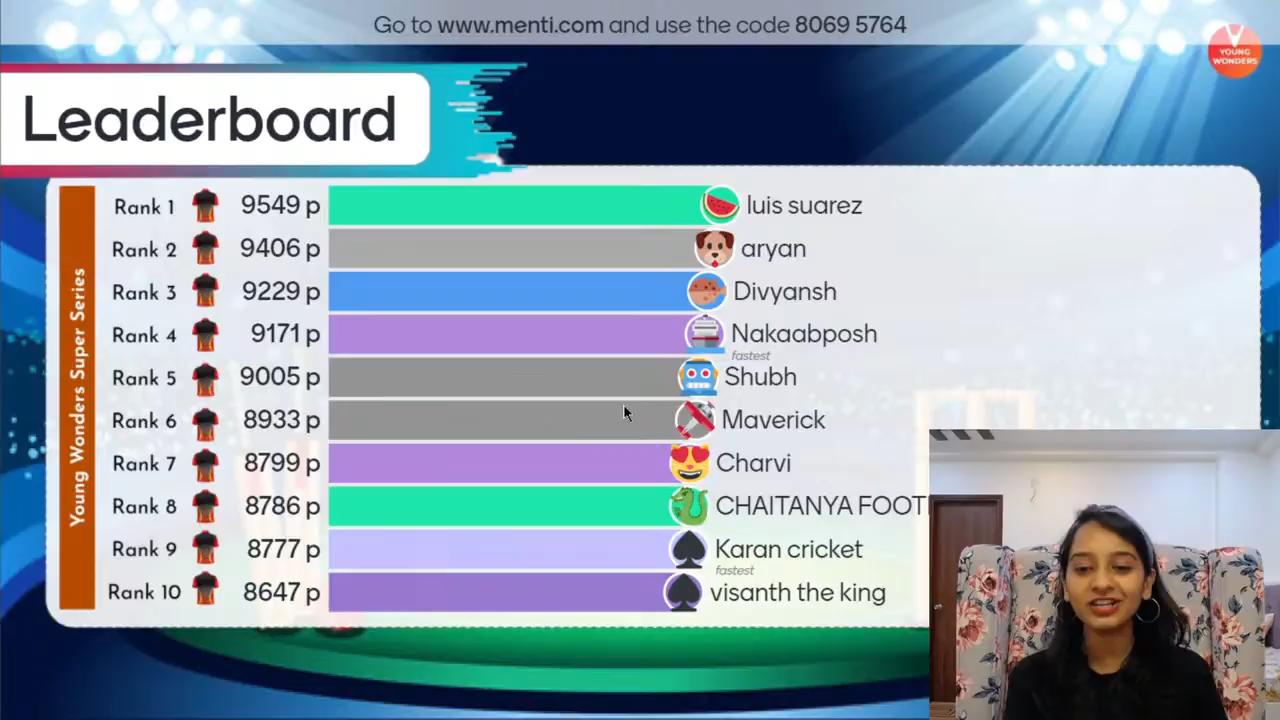 Go to www.menti.com and use the code 8069 5764
V
YOUNG
WONDERS
Leaderboard
Young Wonders Super Series
Rank 1 9549 p luis suarez
Rank 2 9406 p aryan
Rank 3 9229 p Divyansh
Rank 4 9171 p Nakaabposh
fastest
Rank 5 9005 p Shubh
Rank 6 8933 p Maverick
Rank 7 8799 p Charvi
Rank 8 8786 p CHAITANYA FOOT
Rank 9 8777 p Karan cricket
fastest
Rank 10 8647 p visanth the king